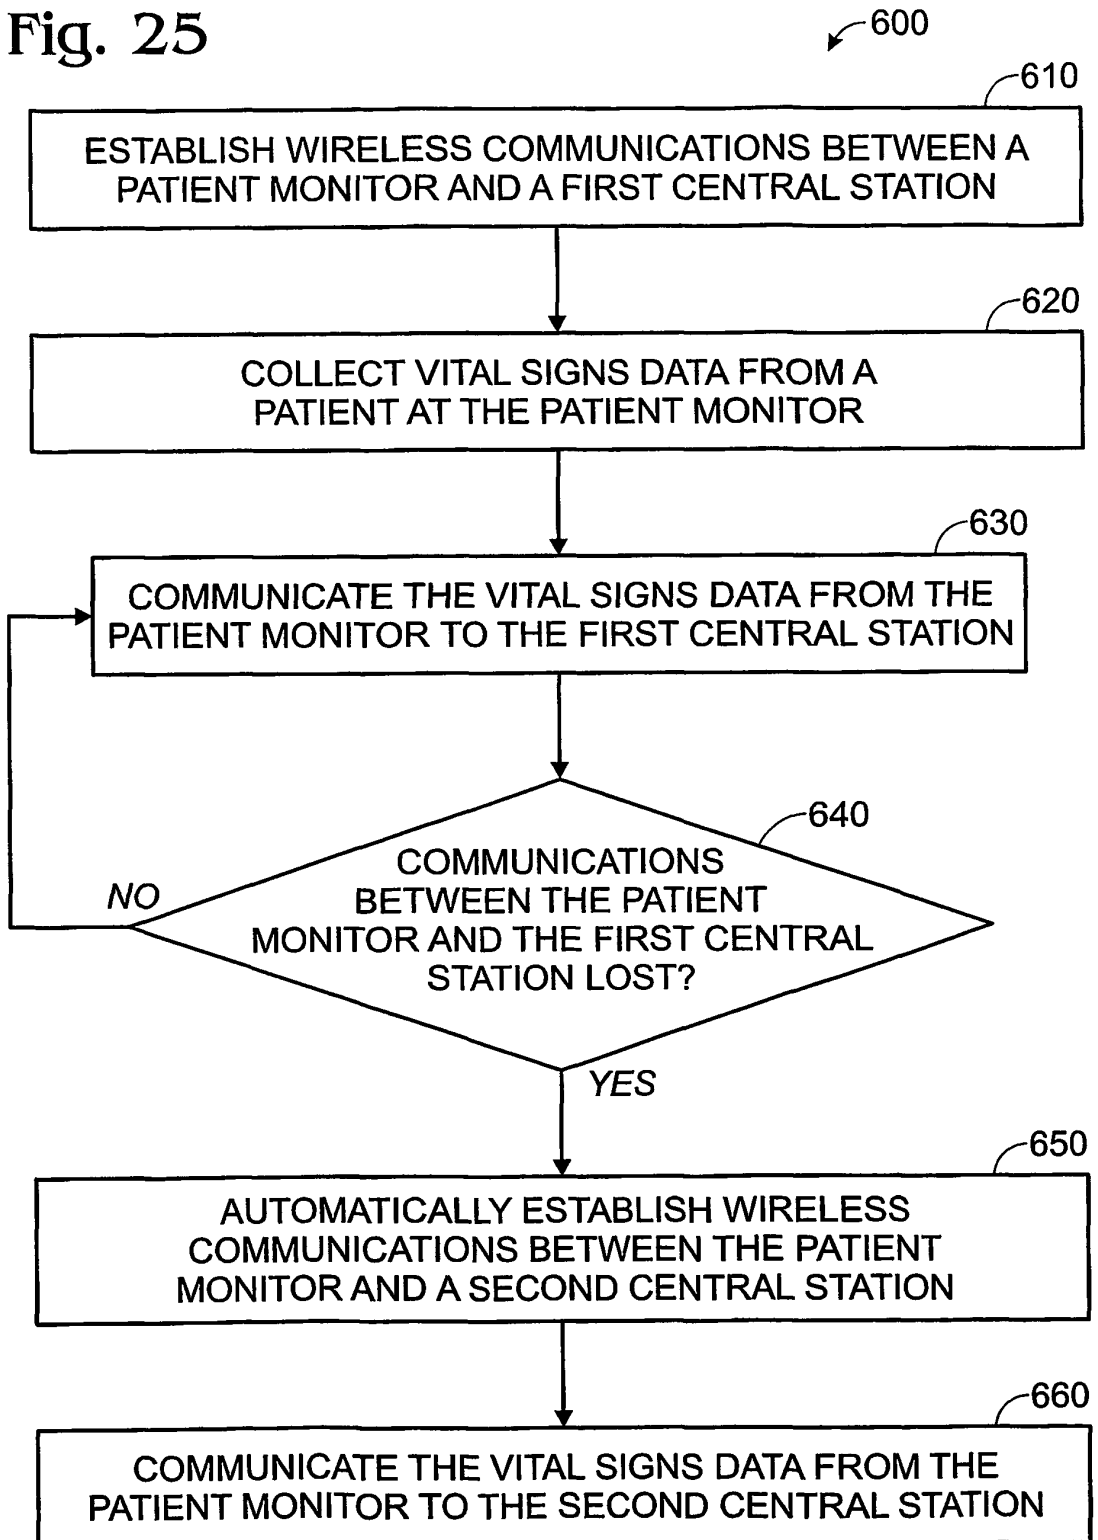 Fig. 25
600
610
ESTABLISH WIRELESS COMMUNICATIONS BETWEEN A
PATIENT MONITOR AND A FIRST CENTRAL STATION
620
COLLECT VITAL SIGNS DATA FROM A
PATIENT AT THE PATIENT MONITOR
630
COMMUNICATE THE VITAL SIGNS DATA FROM THE
PATIENT MONITOR TO THE FIRST CENTRAL STATION
640
COMMUNICATIONS
BETWEEN THE PATIENT
MONITOR AND THE FIRST CENTRAL
STATION LOST?
NO
YES
650
AUTOMATICALLY ESTABLISH WIRELESS
COMMUNICATIONS BETWEEN THE PATIENT
MONITOR AND A SECOND CENTRAL STATION
660
COMMUNICATE THE VITAL SIGNS DATA FROM THE
PATIENT MONITOR TO THE SECOND CENTRAL STATION